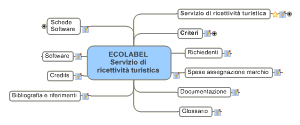 Schede
Software
Software
Credits
Bibliografia e riferimenti
ECOLABEL
Servizio di
ricettività turistica
Servizio di ricettività turistica
Criteri
Richiedenti
Spese assegnazione marchio
Documentazione
Glossario